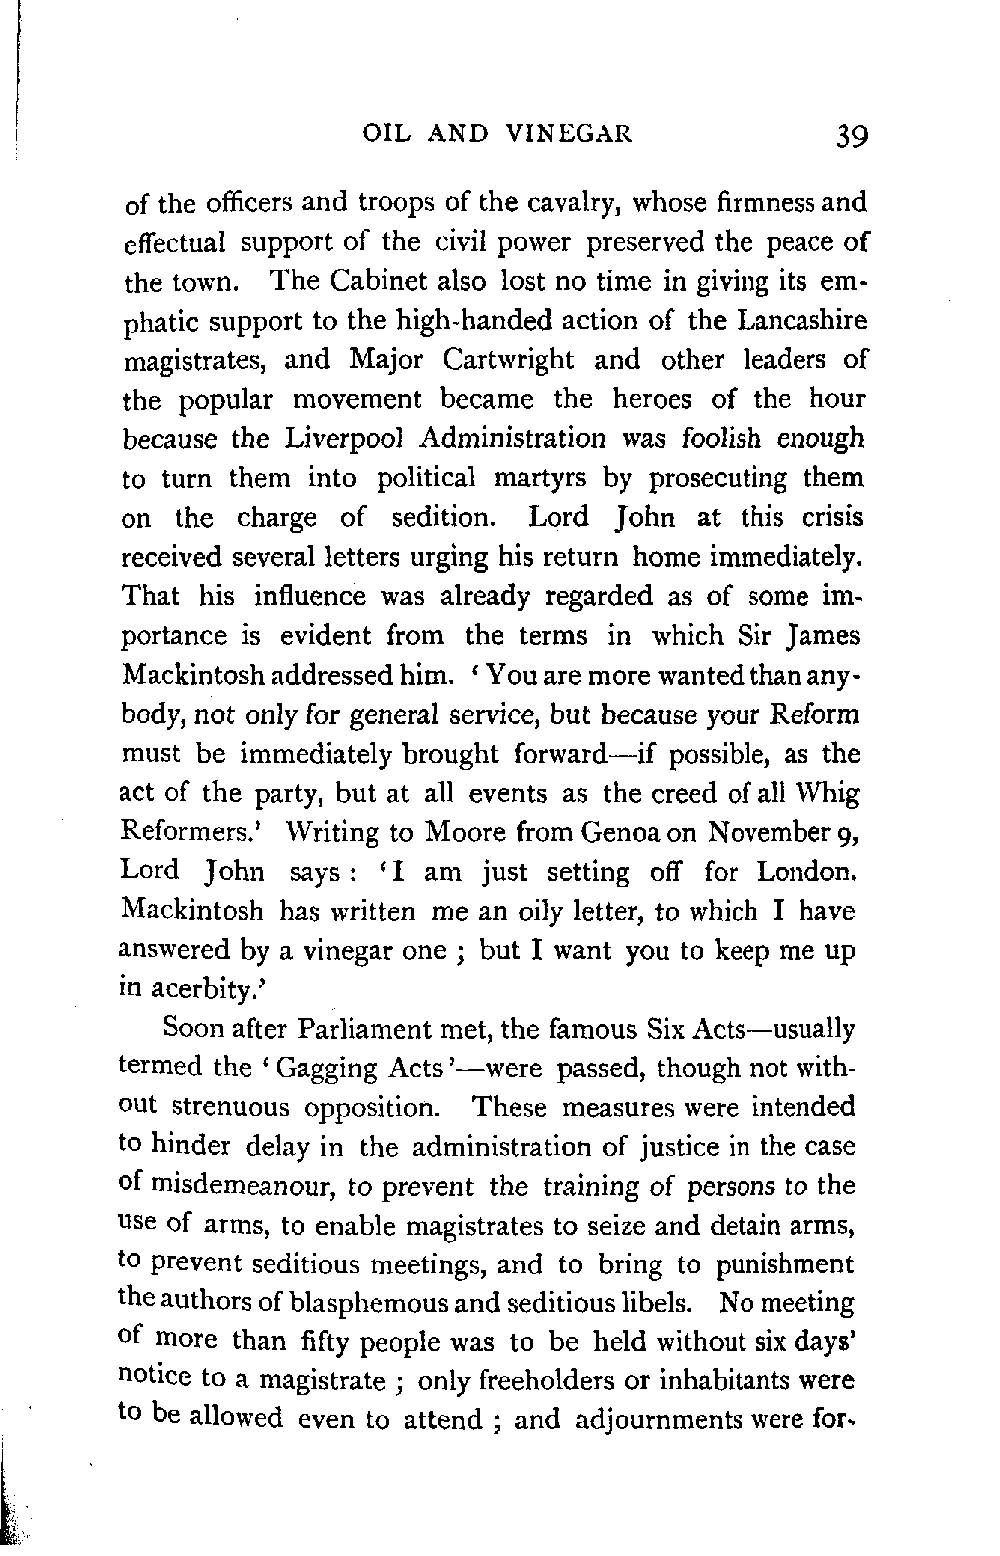 OIL AND VINEGAR 39
of the officers and troops of the cavalry, whose firmness and
effectual support of the civil power preserved the peace of
the town. The Cabinet also lost no time in giving its em-
phatic support to the high-handed action of the Lancashire
magistrates, and Major Cartwright and other leaders of
the popular movement became the heroes of the hour
because the Liverpool Administration was foolish enough
to turn them into political martyrs by prosecuting them
on the charge of sedition. Lord John at this crisis
received several letters urging his return home immediately.
That his influence was already regarded as of some im-
portance is evident from the terms in which Sir James
Mackintosh addressed him. ‘ You are more wanted than any-
body, not only for general service, but because your Reform
must be immediately brought forward—if possible, as the
act of the party, but at all events as the creed of all Whig
Reformers.’ Writing to Moore from Genoa on November 9,
Lord John says : ‘I am just setting off for London.
Mackintosh has written me an oily letter, to which I have
answered by a vinegar one ; but I want you to keep me up
in acerbity.’
Soon after Parliament met, the famous Six Acts—usually
termed the ‘ Gagging Acts ’—were passed, though not with-
out strenuous opposition. These measures were intended
to hinder delay in the administration of justice in the case
of misdemeanour, to prevent the training of persons to the
use of arms, to enable magistrates to seize and detain arms,
to prevent seditious meetings, and to bring to punishment
the authors of blasphemous and seditious libels. No meeting
of more than fifty people was to be held without six days’
notice to a magistrate ; only freeholders or inhabitants were
to be allowed even to attend ; and adjournments were for-